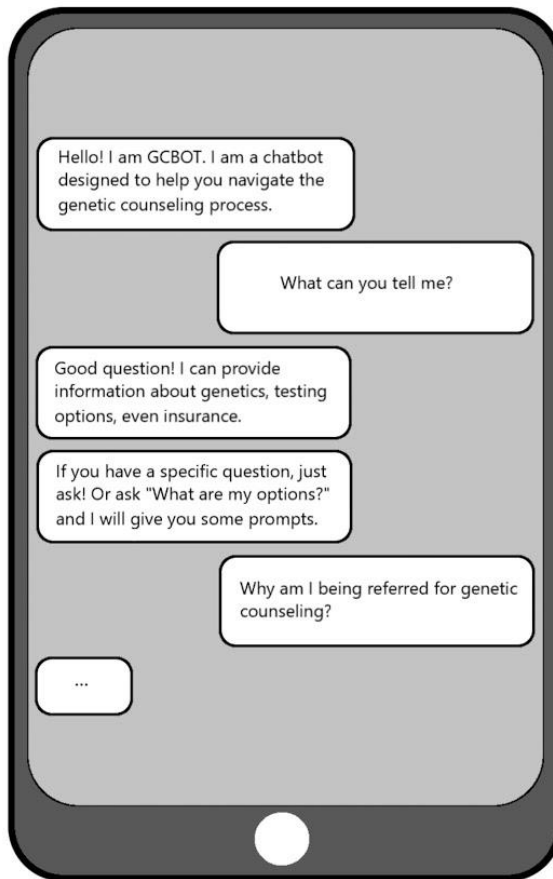 Hello! I am GCBOT. I am a chatbot
designed to help you navigate the
genetic counseling process.
What can you tell me?
Good question! I can provide
information about genetics, testing
options, even insurance.
If you have a specific question, just
ask! Or ask "What are my options?"
and I will give you some prompts.
Why am I being referred for genetic
counseling?
...